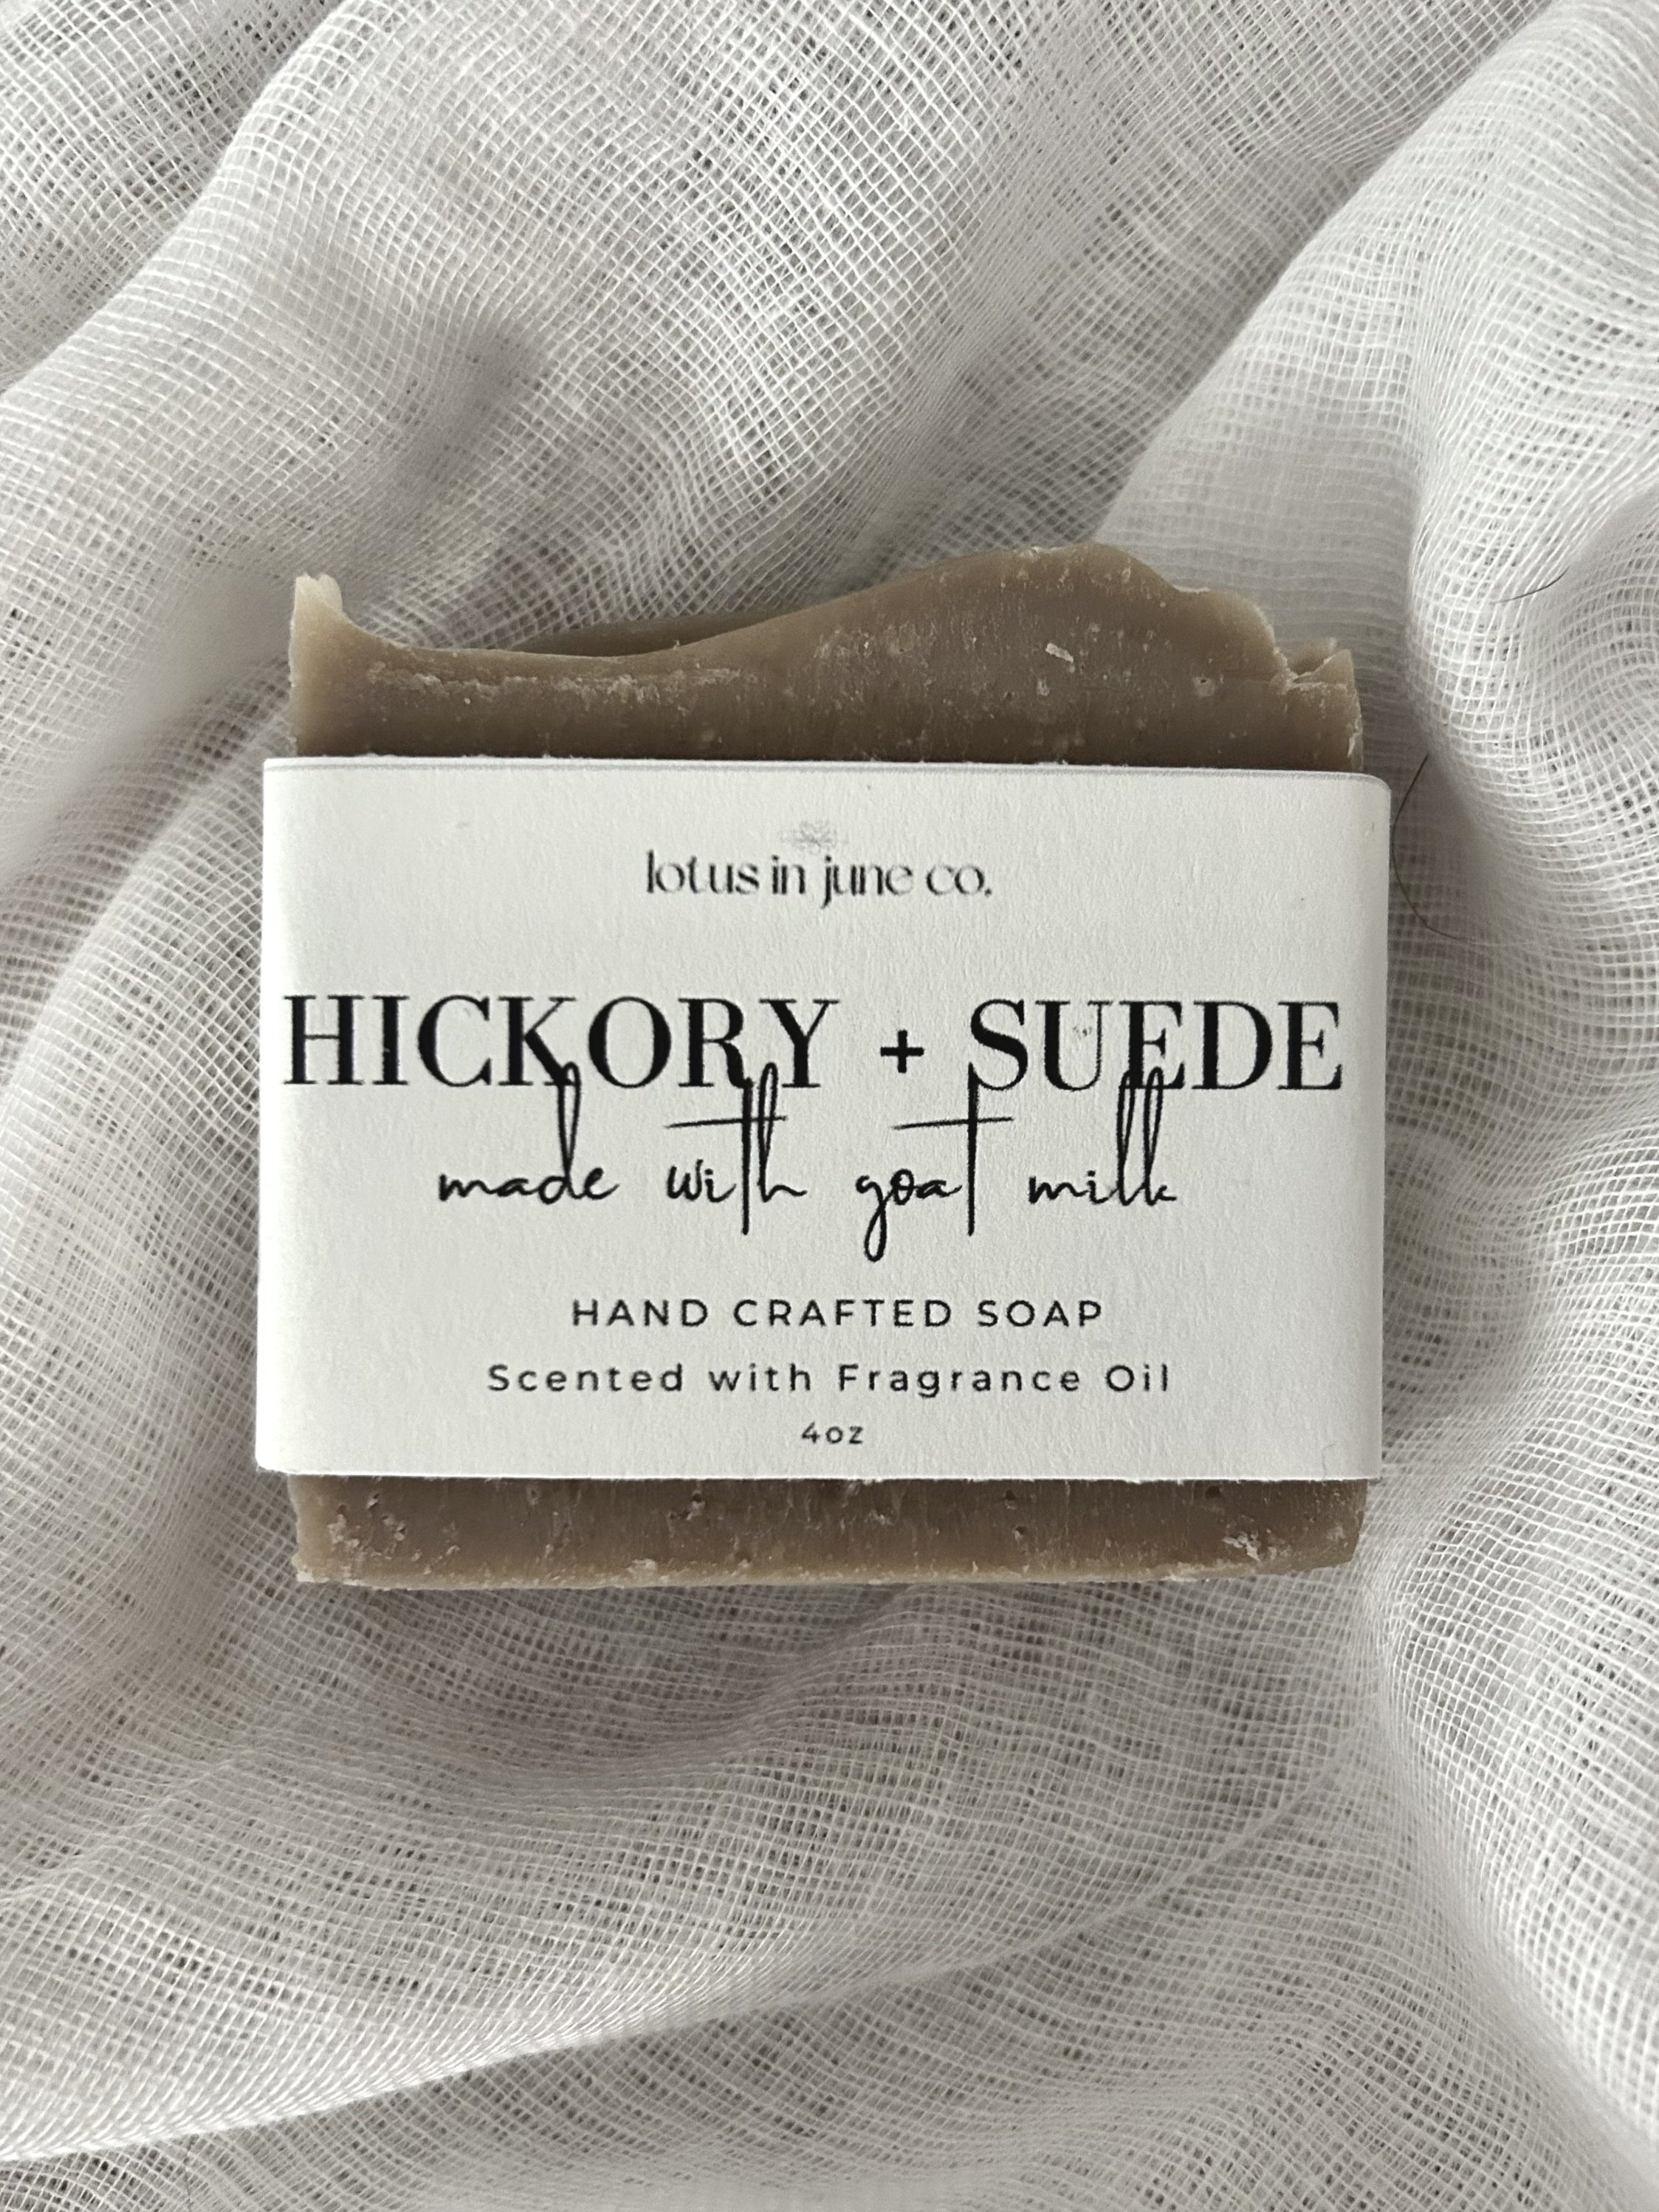 lotus in june co.
HICKORY + SUEDE
made with goat milk
HAND CRAFTED SOAP
Scented with Fragrance Oil
4oz